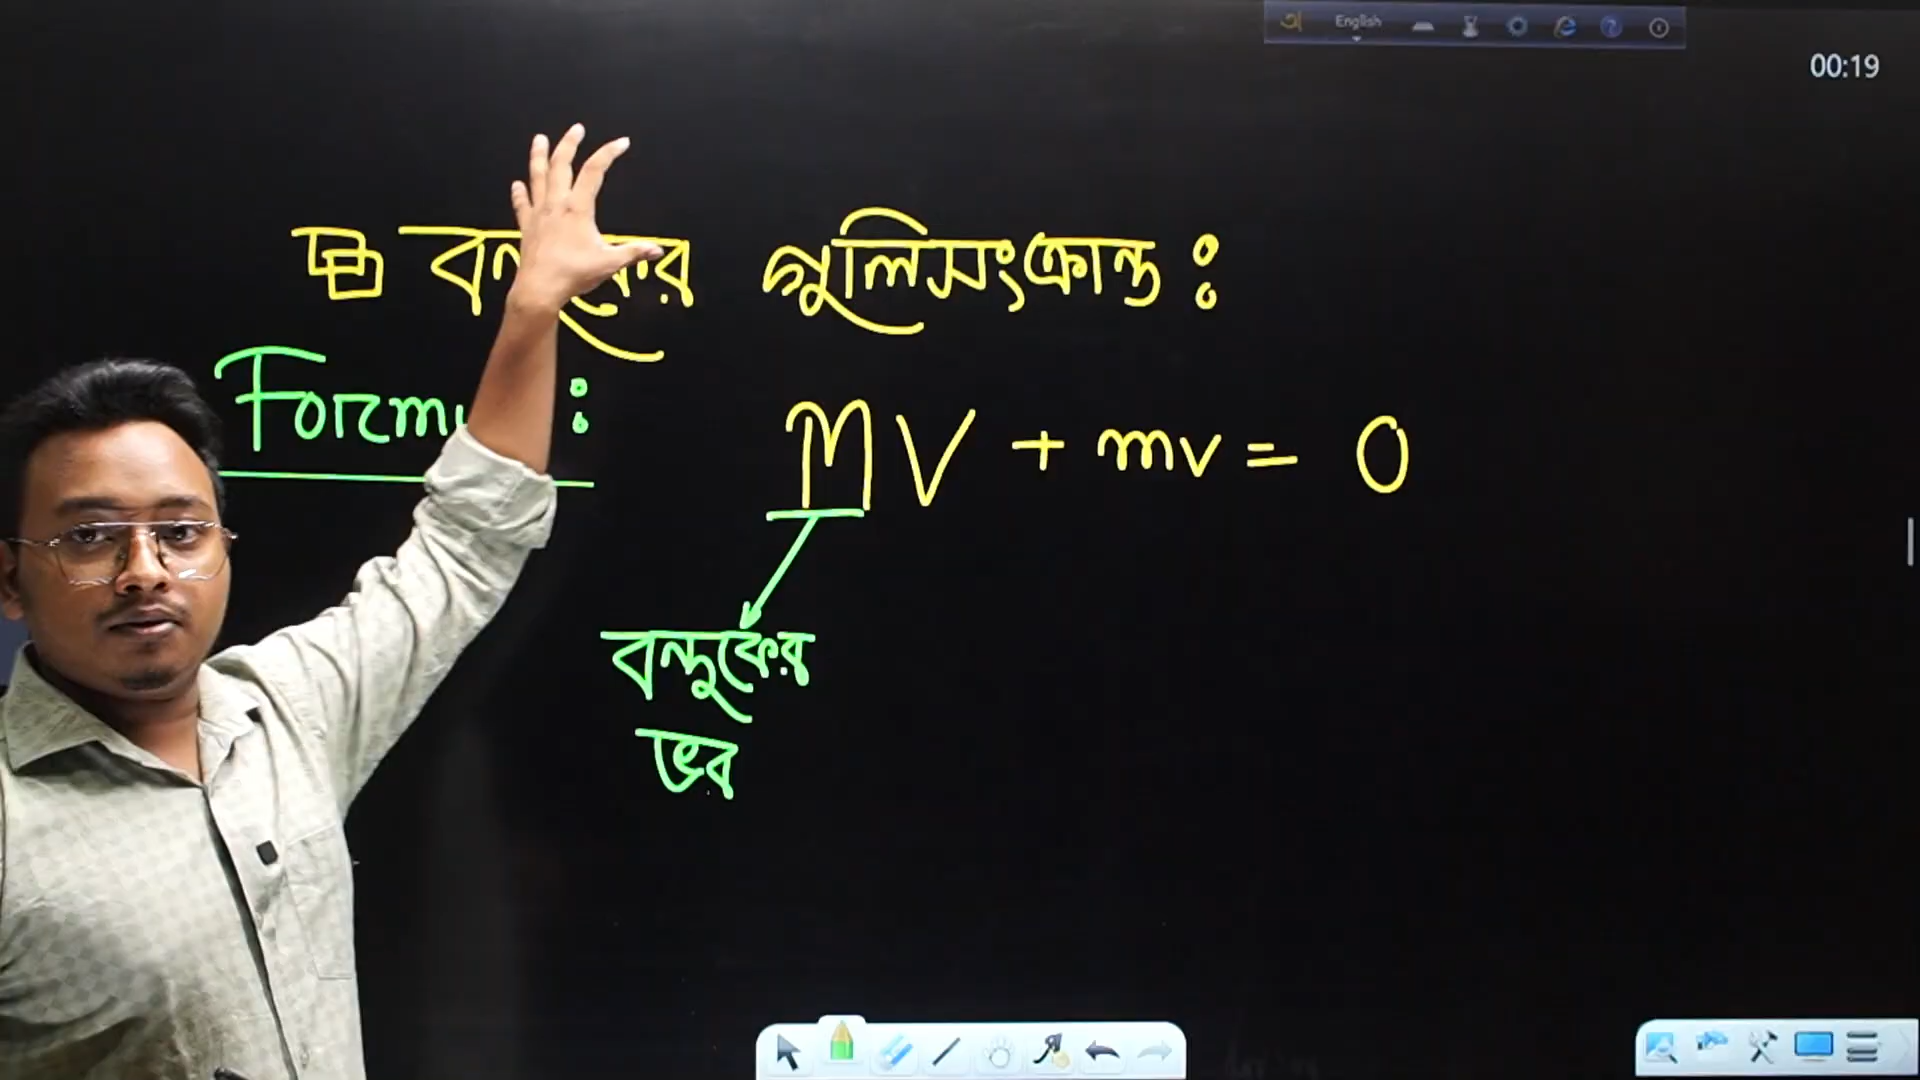 English
00:19
গুলিসংক্রান্ত :
:
MV + mv = 0
বন্দুকের
ভর